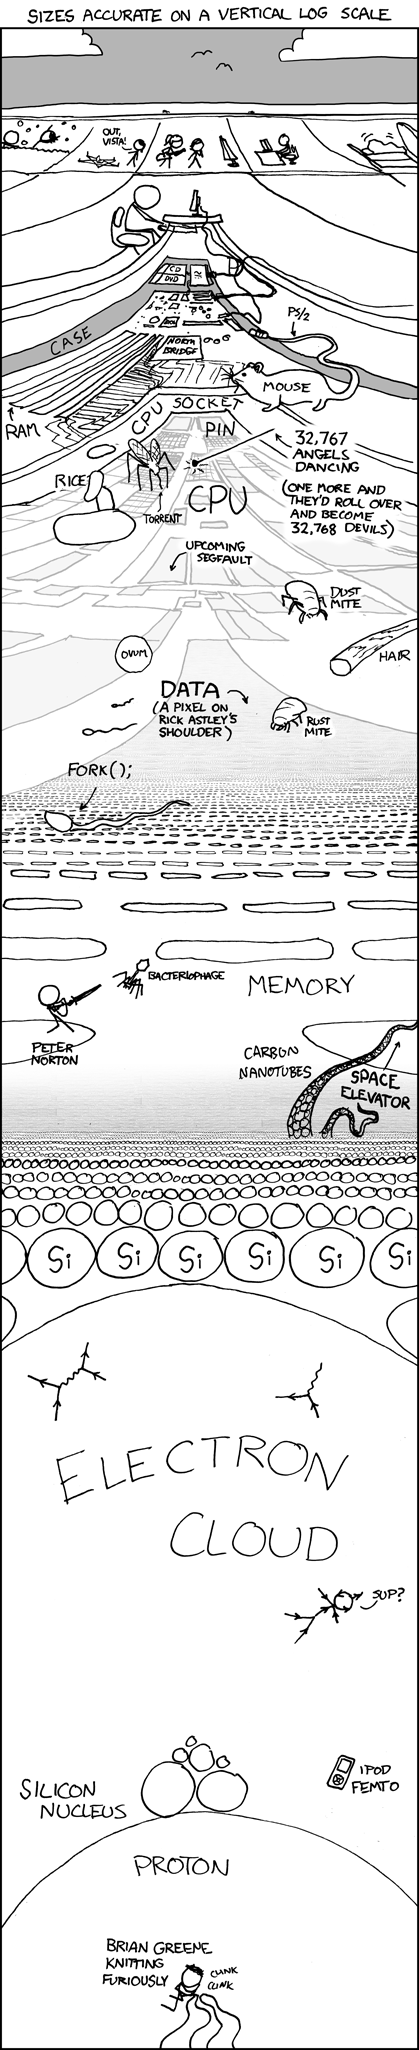 SIZES ACCURATE ON A VERTICAL LOG SCALE
OUT,
VISTA!
CD
DVD
PS/2
CASE
NORTH
BRIDGE
MOUSE
RAM
CPU SOCKET
PIN
32,767
ANGELS
DANCING
(ONE MORE AND
THEY'D ROLL OVER
AND BECOME
32,768 DEVILS)
RICE
TORRENT
CPU
UPCOMING
SEGFAULT
DUST
MITE
OVUM
HAIR
DATA
(A PIXEL ON
RICK ASTLEY'S
SHOULDER)
RUST
MITE
FORK();
BACTERIOPHAGE
MEMORY
PETER
NORTON
CARBON
NANOTUBES
SPACE
ELEVATOR
Si Si Si Si Si Si
ELECTRON
CLOUD
SUP?
SILICON
NUCLEUS
IPOD
FEMTO
PROTON
BRIAN GREENE
KNITTING
FURIOUSLY
CLINK
CLINK